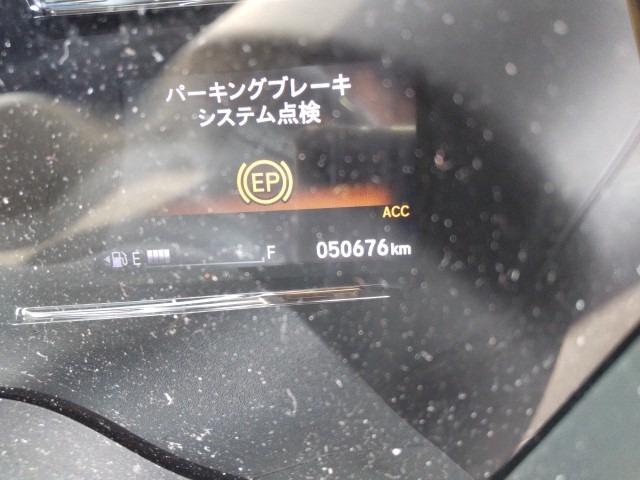 パーキングブレーキ
システム点検
EP
ACC
E F 050676km